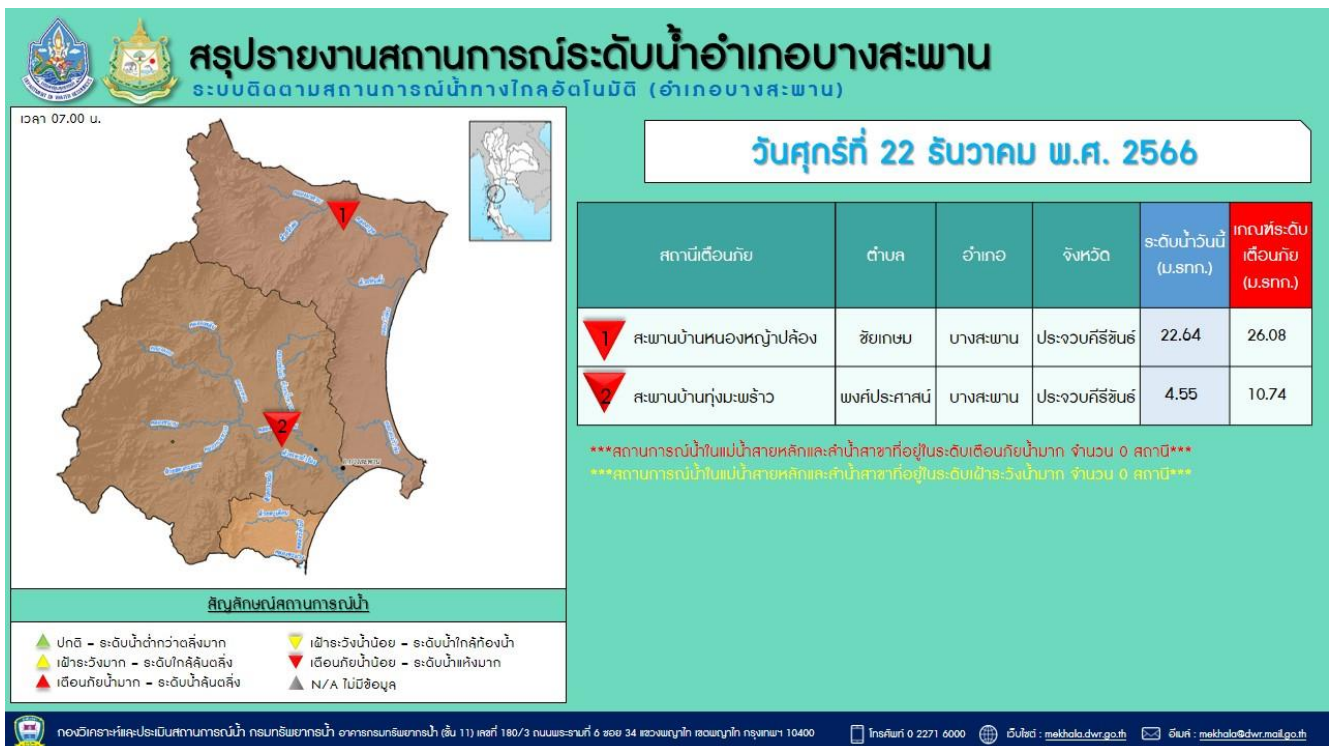 สรุปรายงานสถานการณ์ระดับน้ำอำเภอบางสะพาน
ระบบติดตามสถานการณ์น้ำทางไกลอัตโนมัติ (อำเภอบางสะพาน)
เวลา 07.00 น.
วันศุกร์ที่ 22 ธันวาคม พ.ศ. 2566
สถานีเตือนภัย ตำบล อำเภอ จังหวัด ระดับน้ำวันนี้ (ม.รทก.) เกณฑ์ระดับเตือนภัย (ม.รทก.)
1 สะพานบ้านหนองหญ้าปล้อง ชัยเกษม บางสะพาน ประจวบคีรีขันธ์ 22.64 26.08
2 สะพานบ้านทุ่งมะพร้าว พงศ์ประศาสน์ บางสะพาน ประจวบคีรีขันธ์ 4.55 10.74
***สถานการณ์น้ำในแม่น้ำสายหลักและลำน้ำสาขาที่อยู่ในระดับเตือนภัยน้ำมาก จำนวน 0 สถานี***
***สถานการณ์น้ำในแม่น้ำสายหลักและลำน้ำสาขาที่อยู่ในระดับเฝ้าระวังน้ำมาก จำนวน 0 สถานี***
1
2
สัญลักษณ์สถานการณ์น้ำ
ปกติ - ระดับน้ำต่ำกว่าตลิ่งมาก
เฝ้าระวังมาก - ระดับใกล้ล้นตลิ่ง
เตือนภัยน้ำมาก - ระดับน้ำล้นตลิ่ง
เฝ้าระวังน้ำน้อย - ระดับน้ำใกล้ท้องน้ำ
เตือนภัยน้ำน้อย - ระดับน้ำแห้งมาก
N/A ไม่มีข้อมูล
กองวิเคราะห์และประเมินสถานการณ์น้ำ กรมทรัพยากรน้ำ อาคารกรมทรัพยากรน้ำ (ชั้น 11) เลขที่ 180/3 ถนนพระรามที่ 6 ซอย 34 แขวงพญาไท เขตพญาไท กรุงเทพฯ 10400 โทรศัพท์ 0 2271 6000 เว็บไซต์ : mekhala.dwr.go.th อีเมล์ : mekhala@dwr.mail.go.th